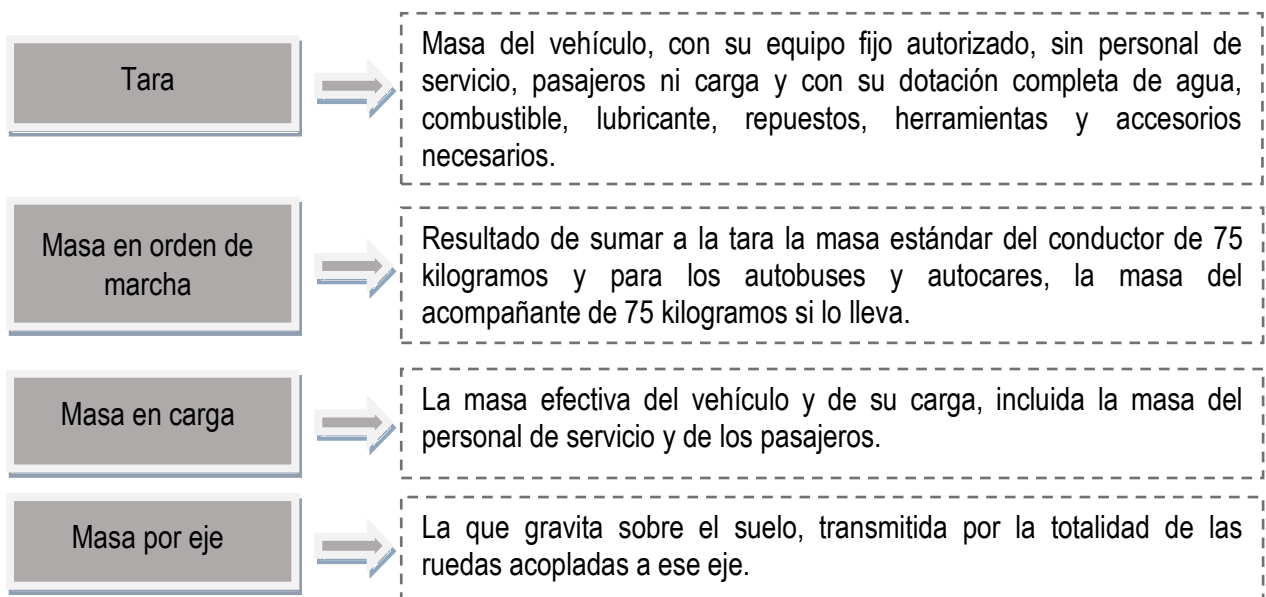 Tara
Masa del vehículo, con su equipo fijo autorizado, sin personal de
servicio, pasajeros ni carga y con su dotación completa de agua,
combustible, lubricante, repuestos, herramientas y accesorios
necesarios.
Masa en orden de
marcha
Resultado de sumar a la tara la masa estándar del conductor de 75
kilogramos y para los autobuses y autocares, la masa del
acompañante de 75 kilogramos si lo lleva.
Masa en carga
La masa efectiva del vehículo y de su carga, incluida la masa del
personal de servicio y de los pasajeros.
Masa por eje
La que gravita sobre el suelo, transmitida por la totalidad de las
ruedas acopladas a ese eje.